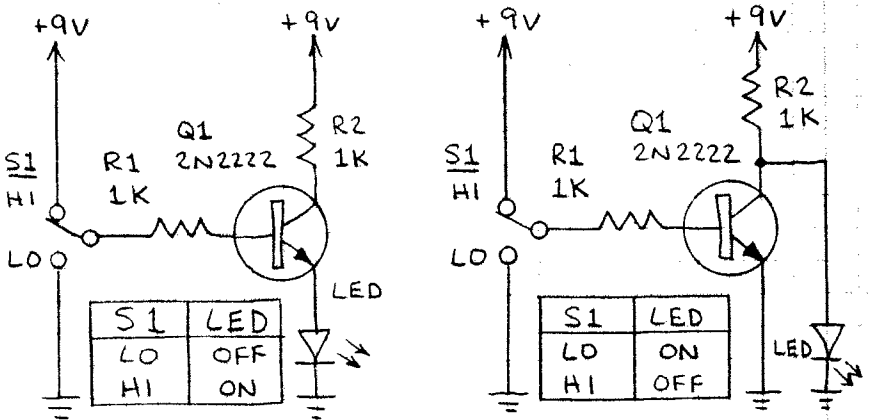 +9V
+9V
Q1
2N2222
R2
1K
S1
HI
R1
1K
LO
LED
S1 LED
LO OFF
HI ON
+9V
+9V
R2
1K
Q1
2N2222
S1
HI
R1
1K
LO
S1 LED
LO ON
HI OFF
LED